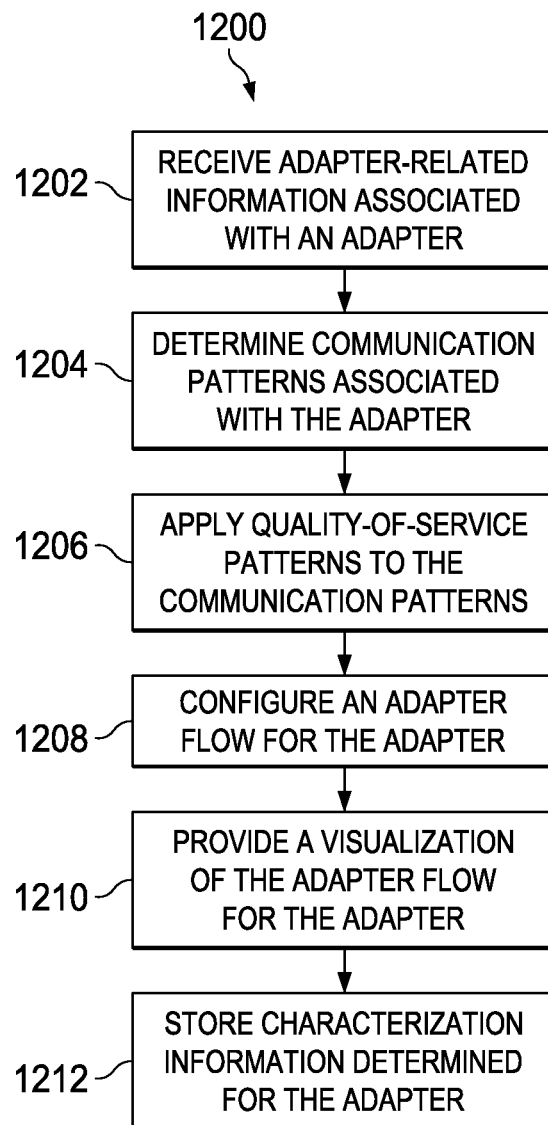 1200
1202
RECEIVE ADAPTER-RELATED
INFORMATION ASSOCIATED
WITH AN ADAPTER
1204
DETERMINE COMMUNICATION
PATTERNS ASSOCIATED
WITH THE ADAPTER
1206
APPLY QUALITY-OF-SERVICE
PATTERNS TO THE
COMMUNICATION PATTERNS
1208
CONFIGURE AN ADAPTER
FLOW FOR THE ADAPTER
1210
PROVIDE A VISUALIZATION
OF THE ADAPTER FLOW
FOR THE ADAPTER
1212
STORE CHARACTERIZATION
INFORMATION DETERMINED
FOR THE ADAPTER